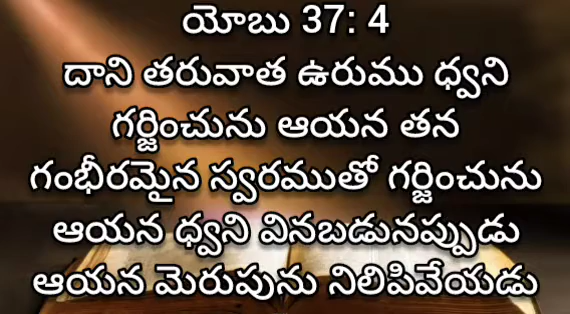 యోబు 37: 4
దాని తరువాత ఉరుము ధ్వని
గర్జించును ఆయన తన
గంభీరమైన స్వరముతో గర్జించును
ఆయన ధ్వని వినబడునప్పుడు
ఆయన మెరుపును నిలిపివేయడు